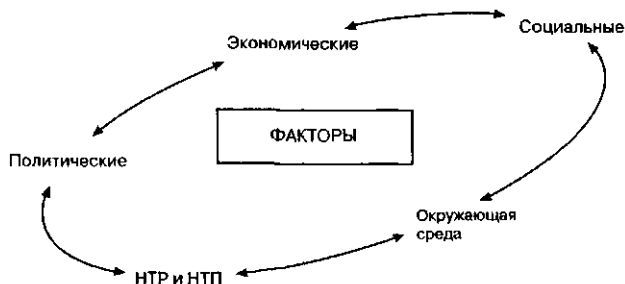 Социальные
Экономические
ФАКТОРЫ
Политические
Окружающая
среда
НТР и НТП